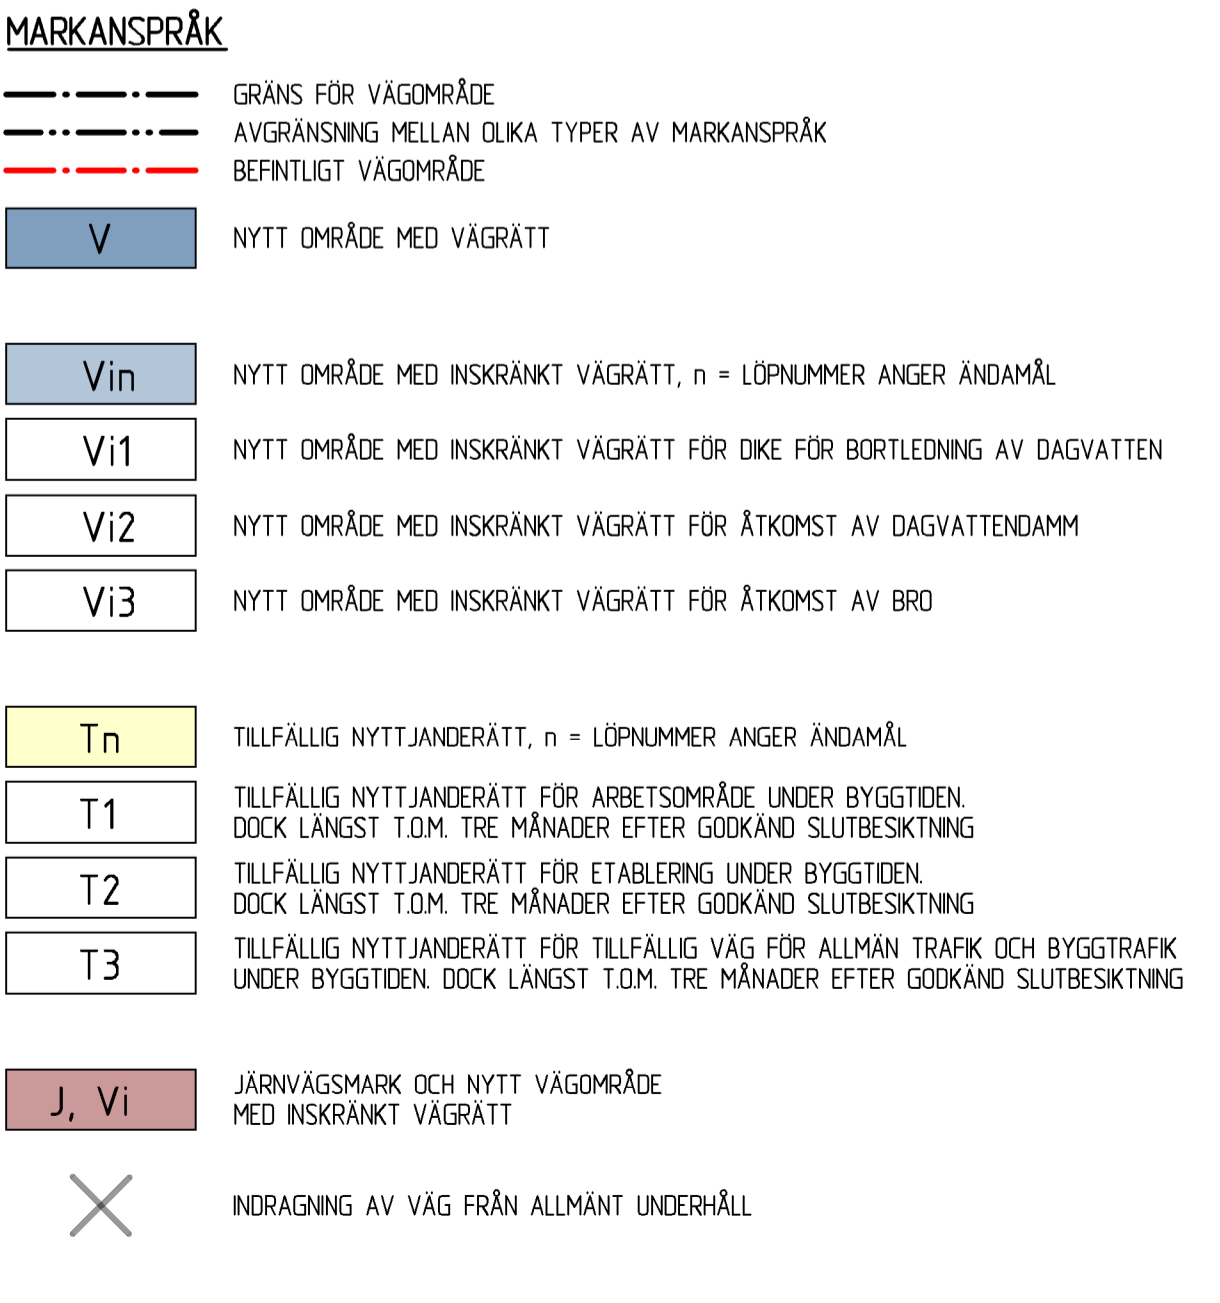 MARKANSPRÅK
GRÄNS FÖR VÄGOMRÅDE
AVGRÄNSNING MELLAN OLIKA TYPER AV MARKANSPRÅK
BEFINTLIGT VÄGOMRÅDE
V NYTT OMRÅDE MED VÄGRÄTT
Vin NYTT OMRÅDE MED INSKRÄNKT VÄGRÄTT, n = LÖPNUMMER ANGER ÄNDAMÅL
Vi1 NYTT OMRÅDE MED INSKRÄNKT VÄGRÄTT FÖR DIKE FÖR BORTLEDNING AV DAGVATTEN
Vi2 NYTT OMRÅDE MED INSKRÄNKT VÄGRÄTT FÖR ÅTKOMST AV DAGVATTENDAMM
Vi3 NYTT OMRÅDE MED INSKRÄNKT VÄGRÄTT FÖR ÅTKOMST AV BRO
Tn TILLFÄLLIG NYTTJANDERÄTT, n = LÖPNUMMER ANGER ÄNDAMÅL
T1 TILLFÄLLIG NYTTJANDERÄTT FÖR ARBETSOMRÅDE UNDER BYGGTIDEN.
DOCK LÄNGST T.O.M. TRE MÅNADER EFTER GODKÄND SLUTBESIKTNING
T2 TILLFÄLLIG NYTTJANDERÄTT FÖR ETABLERING UNDER BYGGTIDEN.
DOCK LÄNGST T.O.M. TRE MÅNADER EFTER GODKÄND SLUTBESIKTNING
T3 TILLFÄLLIG NYTTJANDERÄTT FÖR TILLFÄLLIG VÄG FÖR ALLMÄN TRAFIK OCH BYGGTRAFIK
UNDER BYGGTIDEN. DOCK LÄNGST T.O.M. TRE MÅNADER EFTER GODKÄND SLUTBESIKTNING
J, Vi JÄRNVÄGSMARK OCH NYTT VÄGOMRÅDE
MED INSKRÄNKT VÄGRÄTT
INDRAGNING AV VÄG FRÅN ALLMÄNT UNDERHÅLL